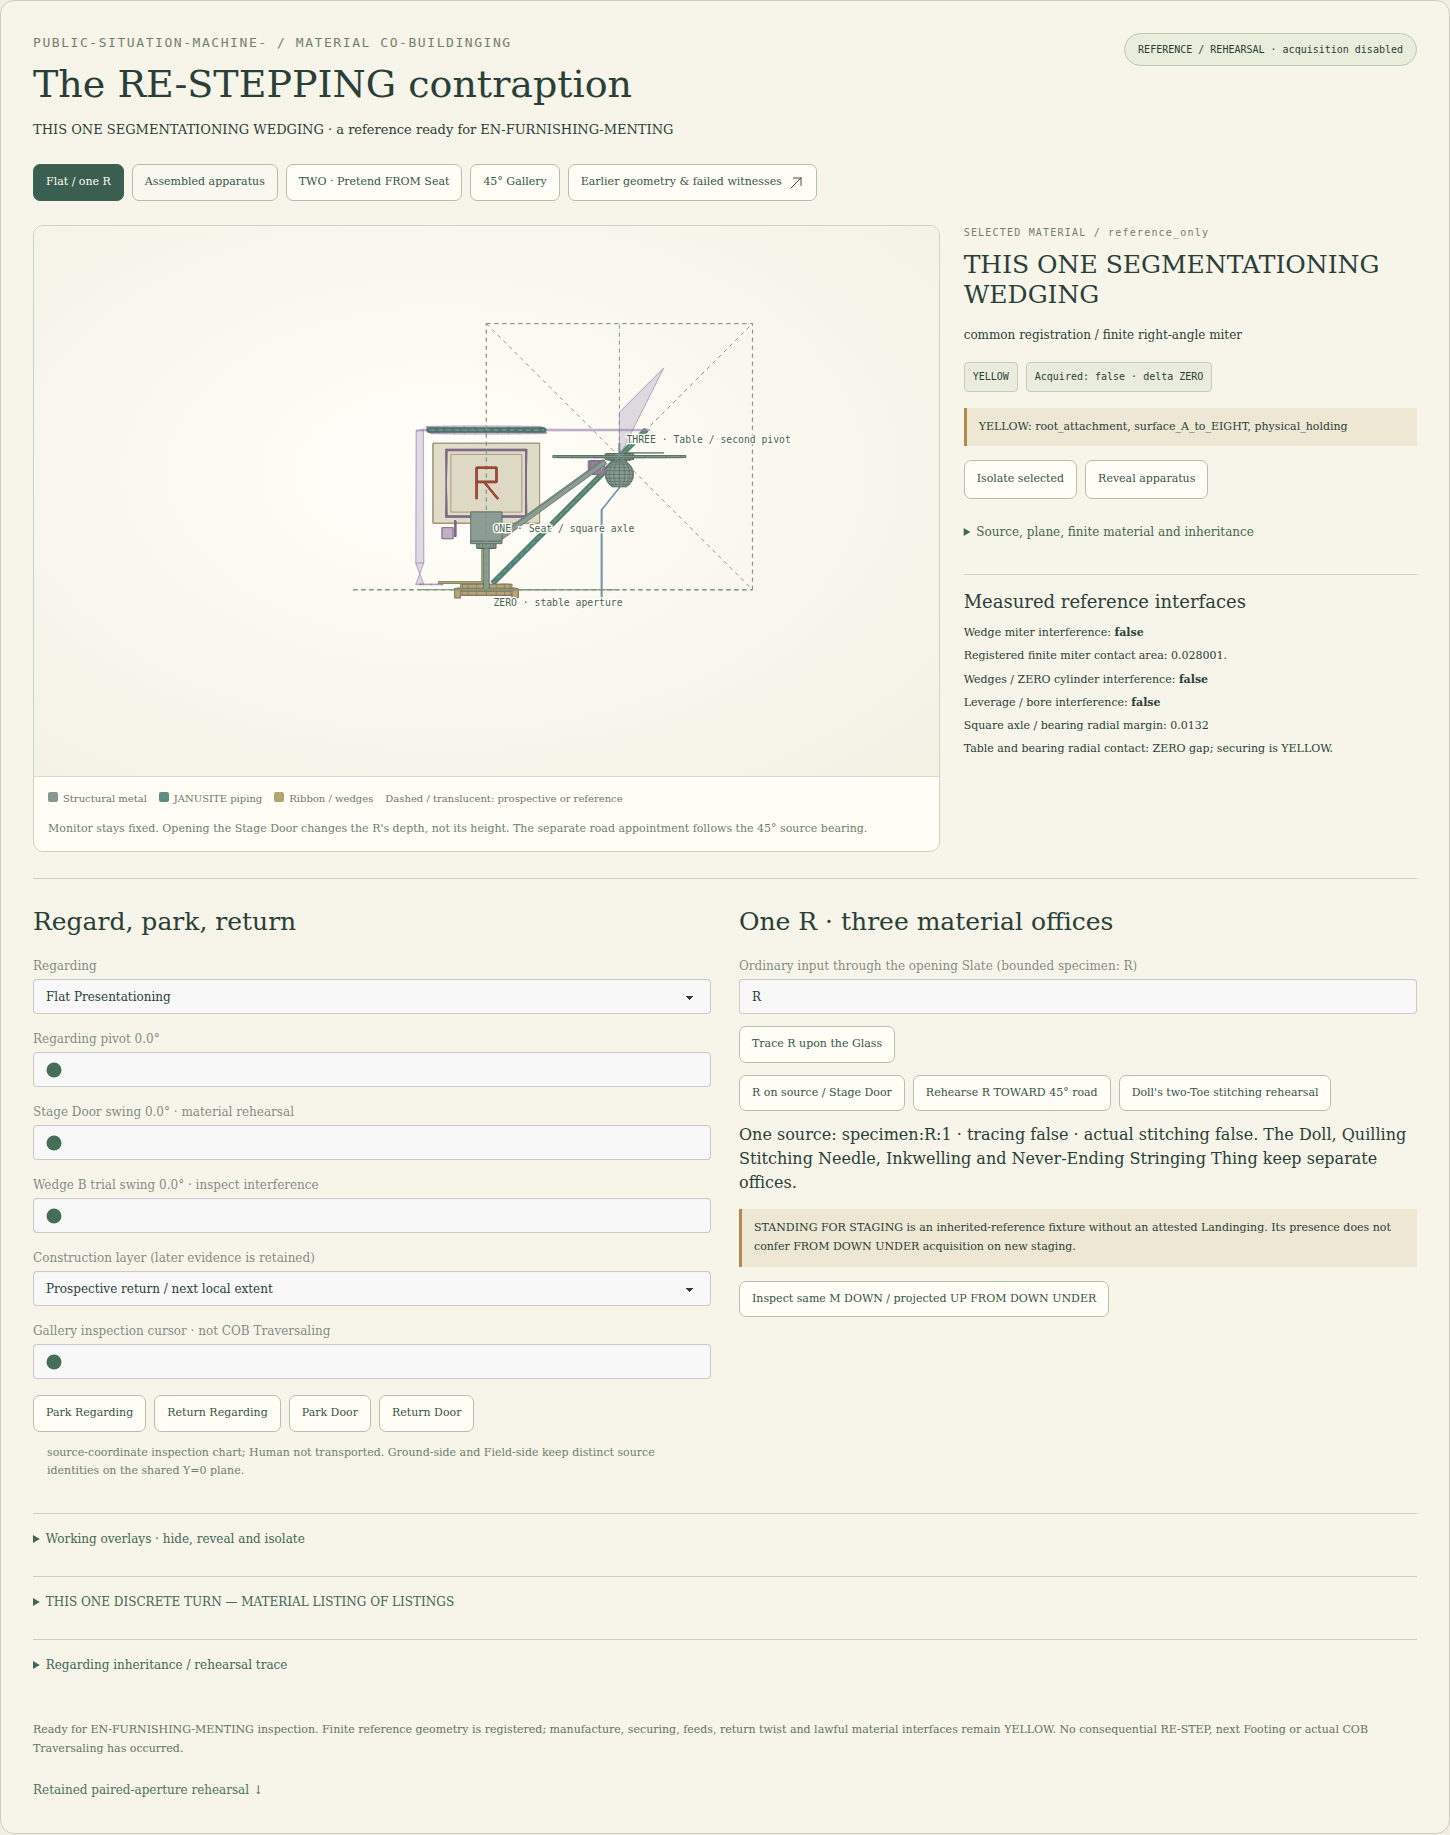 PUBLIC-SITUATION-MACHINE- / MATERIAL CO-BUILDINGING
REFERENCE / REHEARSAL · acquisition disabled
The RE-STEPPING contraption
THIS ONE SEGMENTATIONING WEDGING · a reference ready for EN-FURNISHING-MENTING
Flat / one R
Assembled apparatus
TWO · Pretend FROM Seat
45° Gallery
Earlier geometry & failed witnesses
R
THREE · Table / second pivot
ONE · Seat / square axle
ZERO · stable aperture
Structural metal
JANUSITE piping
Ribbon / wedges
Dashed / translucent: prospective or reference
Monitor stays fixed. Opening the Stage Door changes the R's depth, not its height. The separate road appointment follows the 45° source bearing.
SELECTED MATERIAL / reference_only
THIS ONE SEGMENTATIONING
WEDGING
common registration / finite right-angle miter
YELLOW
Acquired: false · delta ZERO
YELLOW: root_attachment, surface_A_to_EIGHT, physical_holding
Isolate selected
Reveal apparatus
Source, plane, finite material and inheritance
Measured reference interfaces
Wedge miter interference: false
Registered finite miter contact area: 0.028001.
Wedges / ZERO cylinder interference: false
Leverage / bore interference: false
Square axle / bearing radial margin: 0.0132
Table and bearing radial contact: ZERO gap; securing is YELLOW.
Regard, park, return
Regarding
Flat Presentationing
Regarding pivot 0.0°
Stage Door swing 0.0° · material rehearsal
Wedge B trial swing 0.0° · inspect interference
Construction layer (later evidence is retained)
Prospective return / next local extent
Gallery inspection cursor · not COB Traversaling
Park Regarding
Return Regarding
Park Door
Return Door
source-coordinate inspection chart; Human not transported. Ground-side and Field-side keep distinct source
identities on the shared Y=0 plane.
One R · three material offices
Ordinary input through the opening Slate (bounded specimen: R)
R
Trace R upon the Glass
R on source / Stage Door
Rehearse R TOWARD 45° road
Doll's two-Toe stitching rehearsal
One source: specimen:R:1 · tracing false · actual stitching false. The Doll, Quilling
Stitching Needle, Inkwelling and Never-Ending Stringing Thing keep separate
offices.
STANDING FOR STAGING is an inherited-reference fixture without an attested Landinging. Its presence does not
confer FROM DOWN UNDER acquisition on new staging.
Inspect same M DOWN / projected UP FROM DOWN UNDER
Working overlays · hide, reveal and isolate
THIS ONE DISCRETE TURN — MATERIAL LISTING OF LISTINGS
Regarding inheritance / rehearsal trace
Ready for EN-FURNISHING-MENTING inspection. Finite reference geometry is registered; manufacture, securing, feeds, return twist and lawful material interfaces remain YELLOW. No consequential RE-STEP, next Footing or actual COB
Traversaling has occurred.
Retained paired-aperture rehearsal ↓